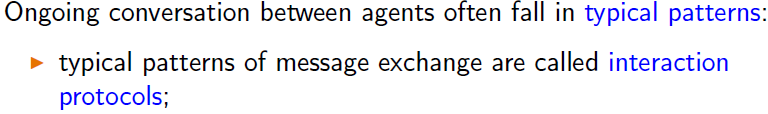 Ongoing conversation between agents often fall in typical patterns:
▶ typical patterns of message exchange are called interaction
protocols;